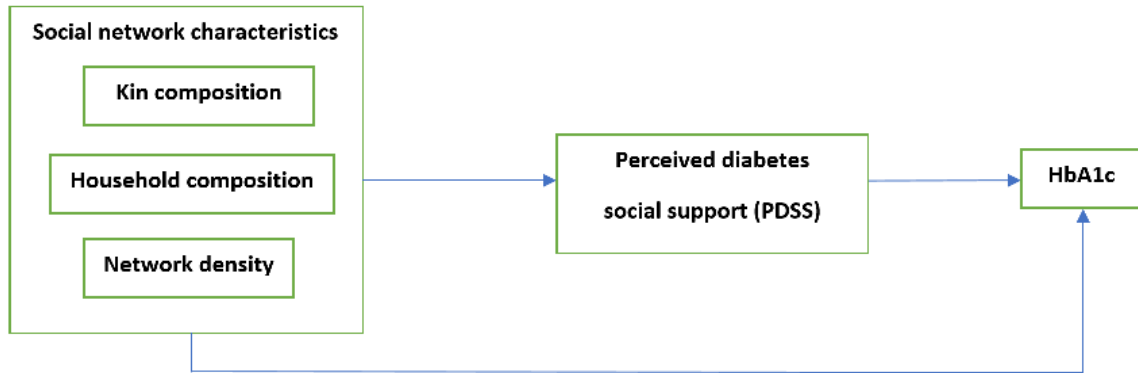 Social network characteristics
Kin composition
Household composition
Network density
Perceived diabetes
social support (PDSS)
HbA1c